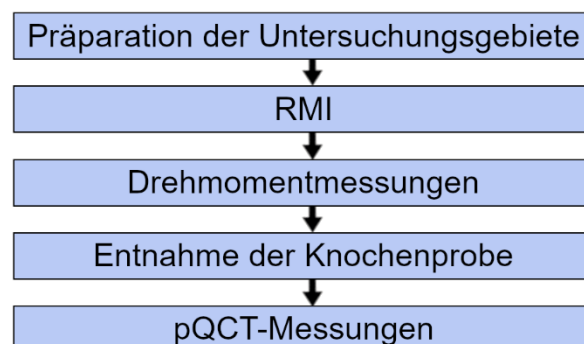 Präparation der Untersuchungsgebiete
RMI
Drehmomentmessungen
Entnahme der Knochenprobe
pQCT-Messungen